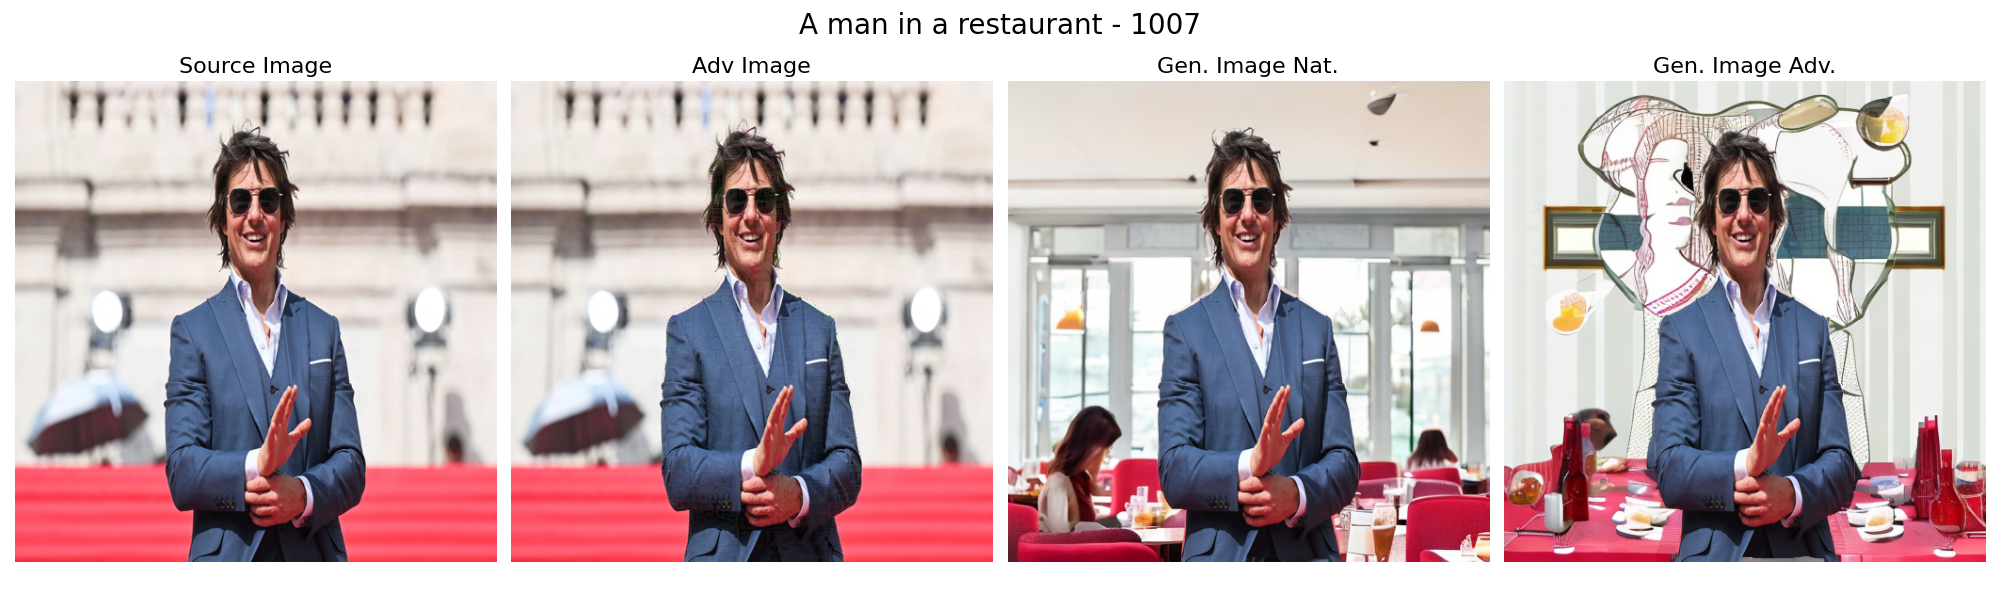 A man in a restaurant - 1007
Source Image
Adv Image
Gen. Image Nat.
Gen. Image Adv.